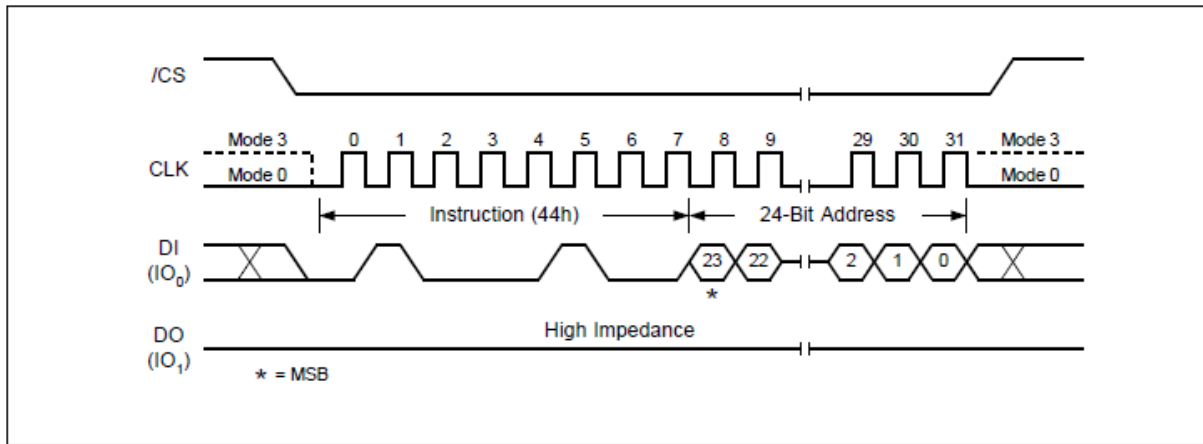 /CS
Mode 3 0 1 2 3 4 5 6 7 8 9 29 30 31 Mode 3
CLK
Mode 0 Mode 0
Instruction (44h) 24-Bit Address
DI
(IO0)
23 22 2 1 0
*
High Impedance
DO
(IO1)
* = MSB